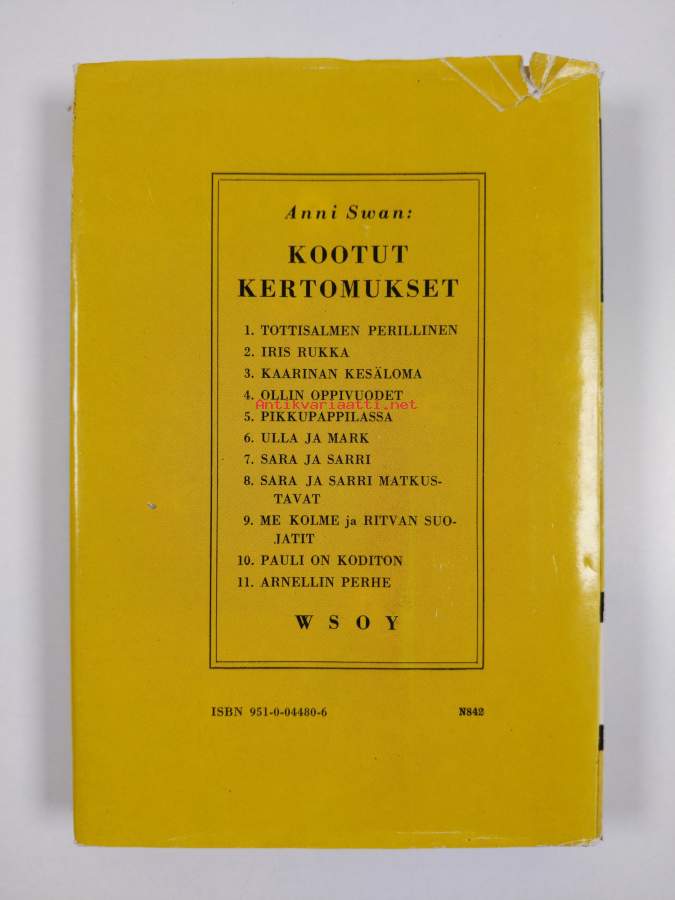 Anni Swan:
KOOTUT
KERTOMUKSET
1. TOTTISALMEN PERILLINEN
2. IRIS RUKKA
3. KAARINAN KESÄLOMA
4. OLLIN OPPIVUODET
Antikvariaatti.net
5. PIKKUPAPPILASSA
6. ULLA JA MARK
7. SARA JA SARRI
8. SARA JA SARRI MATKUS-
TAVAT
9. ME KOLME ja RITVAN SUO-
JATIT
10. PAULI ON KODITON
11. ARNELLIN PERHE
WSOY
ISBN 951-0-04480-6 N842